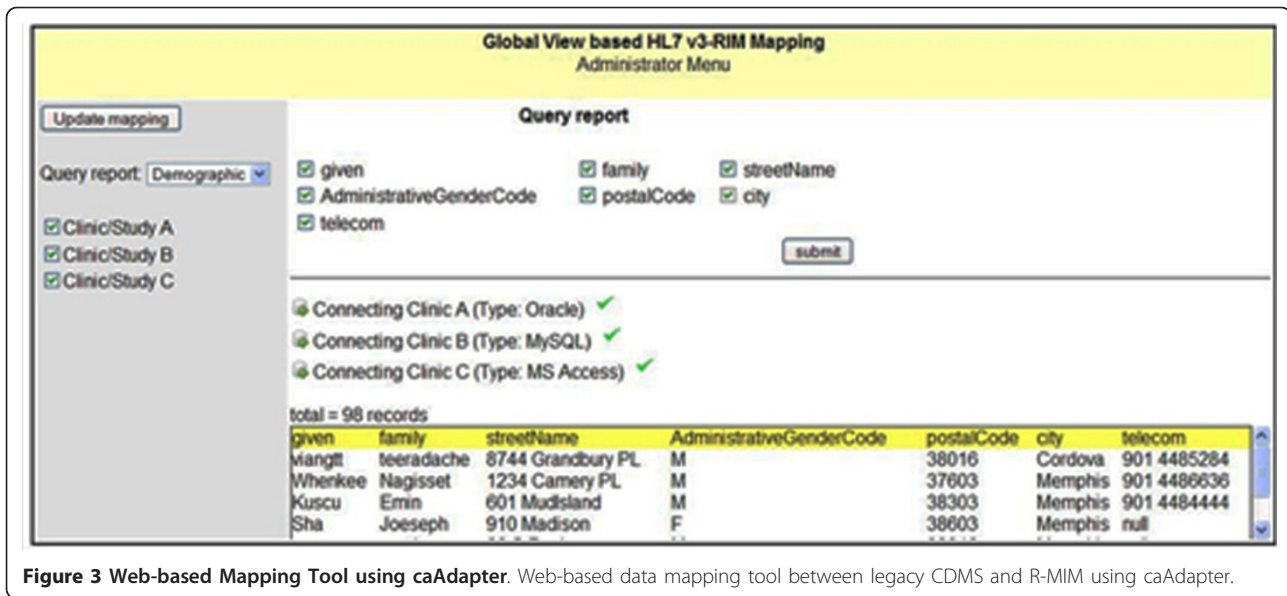 Global View based HL7 v3-RIM Mapping
Administrator Menu
Update mapping
Query report: Demographic
Clinic/Study A
Clinic/Study B
Clinic/Study C
Query report
given family streetName
AdministrativeGenderCode postalCode city
telecom
submit
Connecting Clinic A (Type: Oracle)
Connecting Clinic B (Type: MySQL)
Connecting Clinic C (Type: MS Access)
total = 98 records
given family streetName AdministrativeGenderCode postalCode city telecom
viangtt teeradache 8744 Grandbury PL M 38016 Cordova 901 4485284
Whenkee Nagisset 1234 Camery PL M 37603 Memphis 901 4486636
Kuscu Emin 601 MudIsland M 38303 Memphis 901 4484444
Sha Joeseph 910 Madison F 38603 Memphis null
Figure 3 Web-based Mapping Tool using caAdapter. Web-based data mapping tool between legacy CDMS and R-MIM using caAdapter.